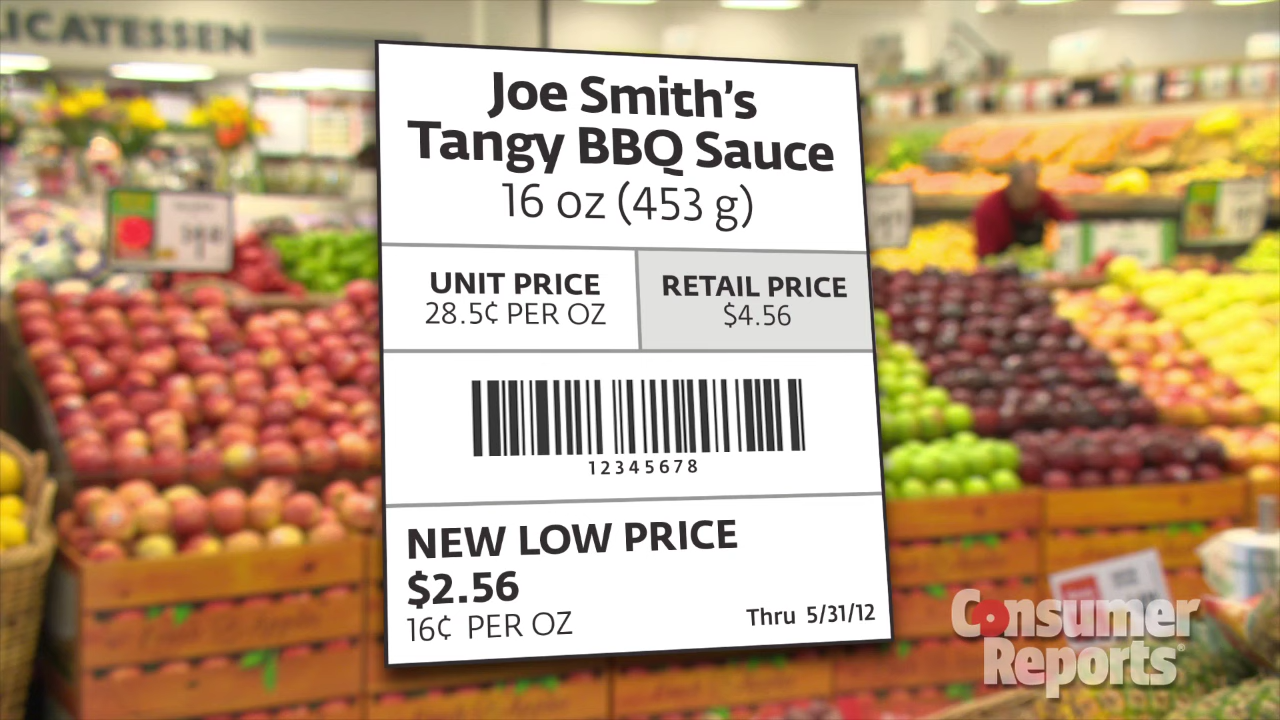 LICATESSEN
Joe Smith's
Tangy BBQ Sauce
16 oz (453 g)
UNIT PRICE
28.5¢ PER OZ
RETAIL PRICE
$4.56
12345678
NEW LOW PRICE
$2.56
16¢ PER OZ
Thru 5/31/12
Consumer
Reports®